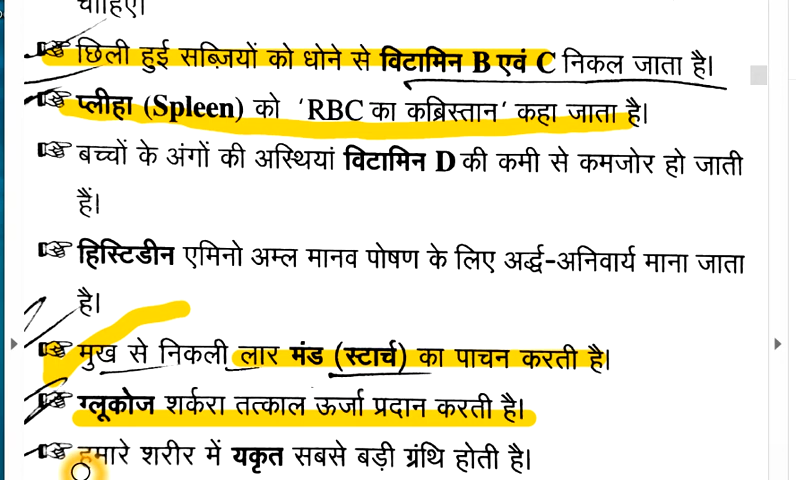 चाहिए।
छिली हुई सब्ज़ियों को धोने से विटामिन B एवं C निकल जाता है।
प्लीहा (Spleen) को ‘RBC का कब्रिस्तान’ कहा जाता है।
बच्चों के अंगों की अस्थियां विटामिन D की कमी से कमजोर हो जाती
हैं।
हिस्टिडीन एमिनो अम्ल मानव पोषण के लिए अर्द्ध-अनिवार्य माना जाता
है।
मुख से निकली लार मंड (स्टार्च) का पाचन करती है।
ग्लूकोज शर्करा तत्काल ऊर्जा प्रदान करती है।
हमारे शरीर में यकृत सबसे बड़ी ग्रंथि होती है।